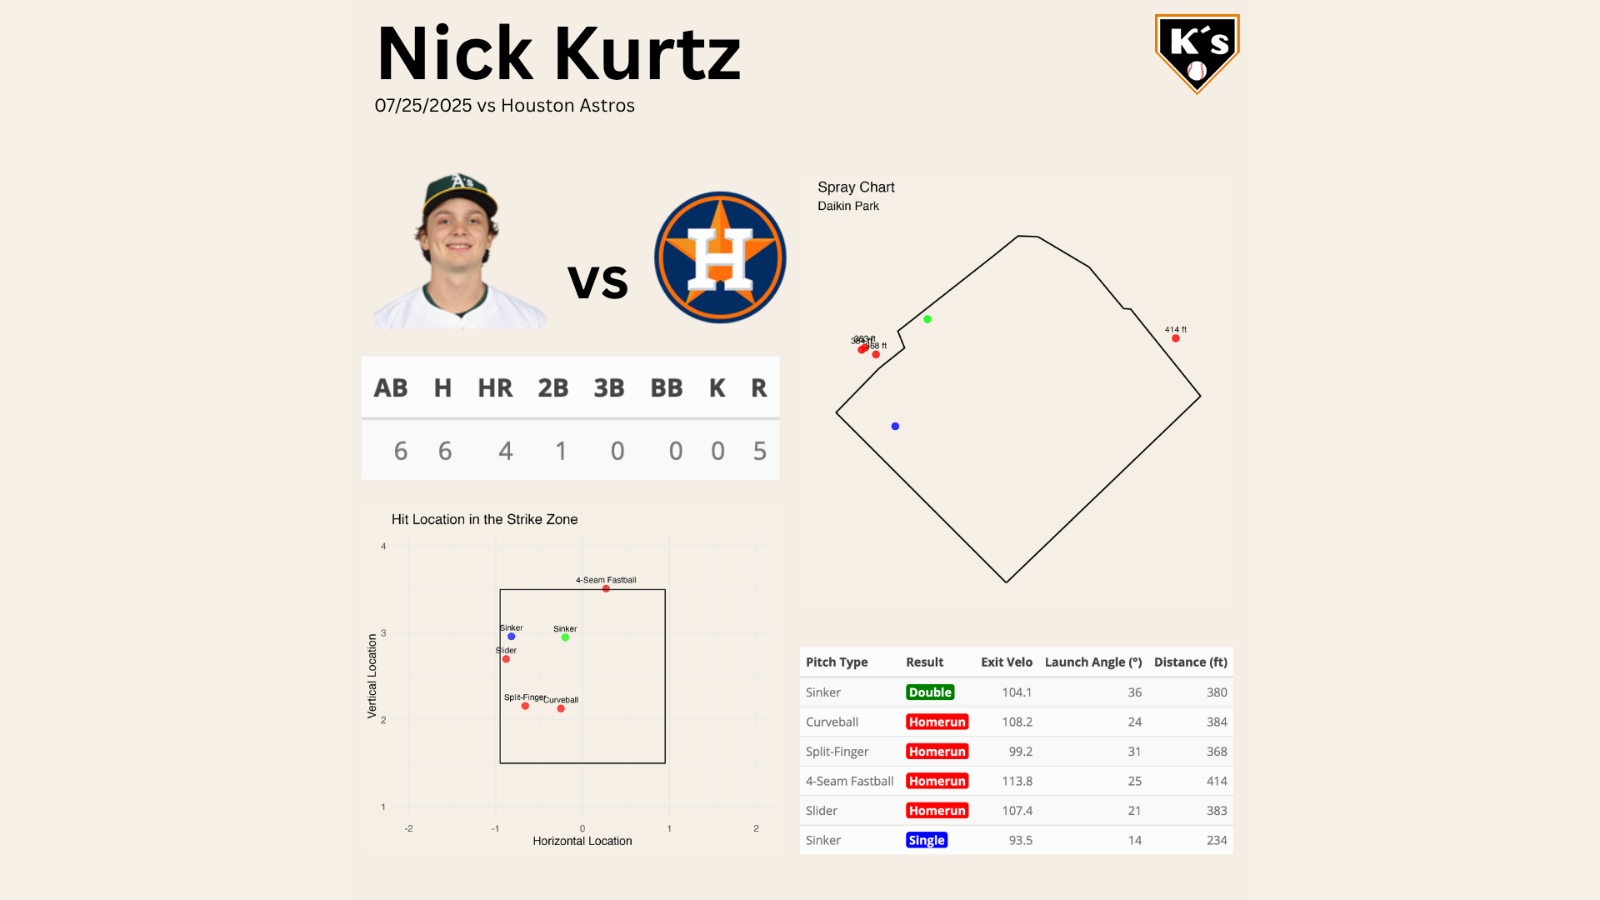 Nick Kurtz
07/25/2025 vs Houston Astros
K's
A's
vs
H
AB H HR 2B 3B BB K R
6 6 4 1 0 0 0 5
Spray Chart
Daikin Park
414 ft
368 ft
Hit Location in the Strike Zone
4
3
2
1
-2 -1 0 1 2
Vertical Location
Horizontal Location
4-Seam Fastball
Sinker
Sinker
Slider
Split-Finger
Curveball
Pitch Type Result Exit Velo Launch Angle (°) Distance (ft)
Sinker Double 104.1 36 380
Curveball Homerun 108.2 24 384
Split-Finger Homerun 99.2 31 368
4-Seam Fastball Homerun 113.8 25 414
Slider Homerun 107.4 21 383
Sinker Single 93.5 14 234